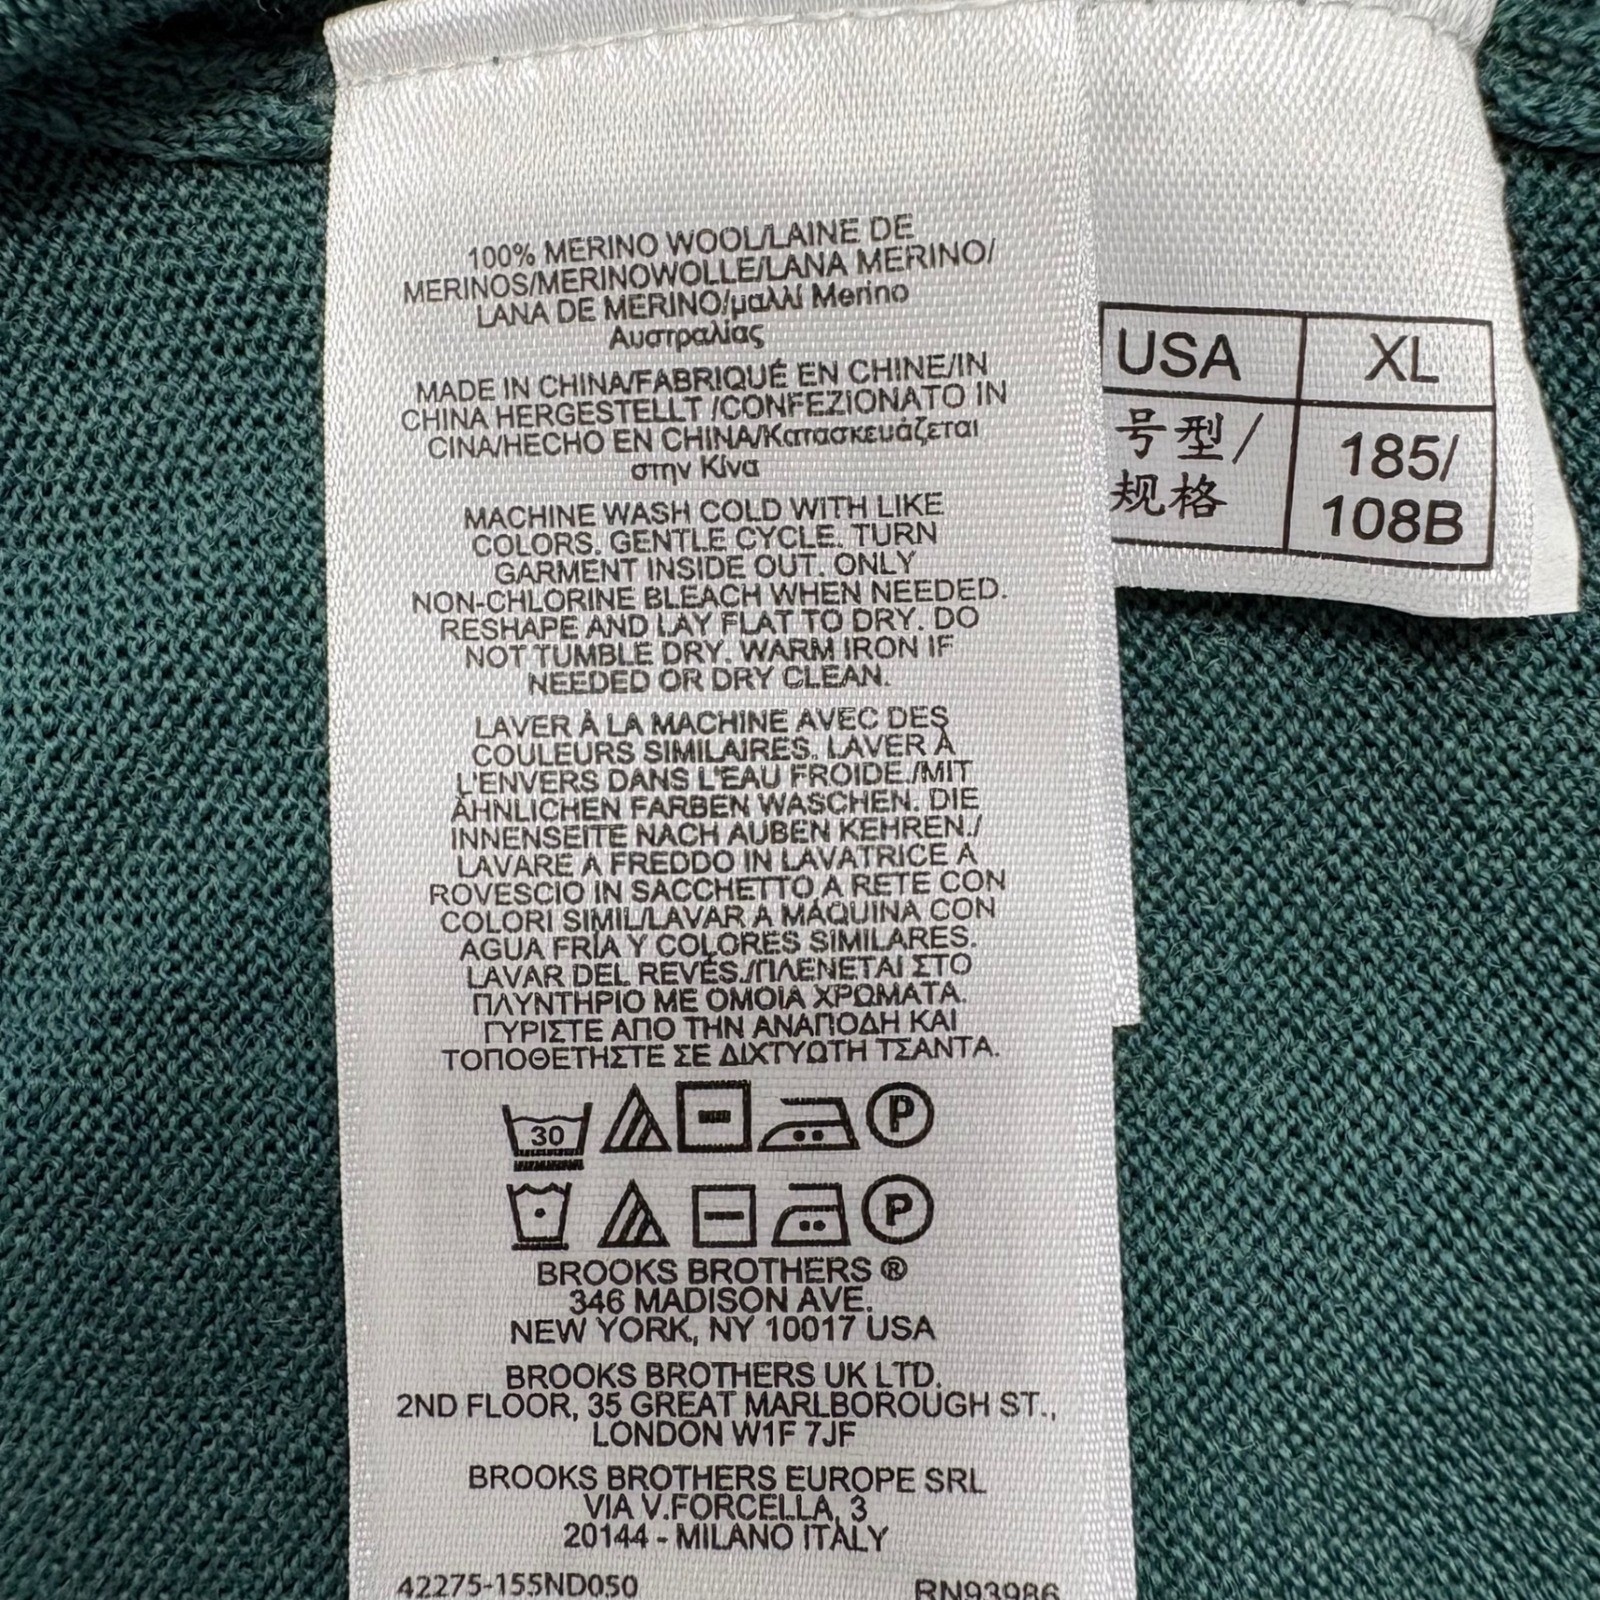 100% MERINO WOOL/LAINE DE
MERINOS/MERINOWOLLE/LANA MERINO/
LANA DE MERINO/μαλλί Merino
Αυστραλίας
MADE IN CHINA/FABRIQUÉ EN CHINE/IN
CHINA HERGESTELLT /CONFEZIONATO IN
CINA/HECHO EN CHINA/Κατασκευάζεται
στην Κίνα
MACHINE WASH COLD WITH LIKE
COLORS. GENTLE CYCLE. TURN
GARMENT INSIDE OUT. ONLY
NON-CHLORINE BLEACH WHEN NEEDED.
RESHAPE AND LAY FLAT TO DRY. DO
NOT TUMBLE DRY. WARM IRON IF
NEEDED OR DRY CLEAN.
LAVER À LA MACHINE AVEC DES
COULEURS SIMILAIRES. LAVER À
L'ENVERS DANS L'EAU FROIDE./MIT
ÄHNLICHEN FARBEN WASCHEN. DIE
INNENSEITE NACH AUBEN KEHREN./
LAVARE A FREDDO IN LAVATRICE A
ROVESCIO IN SACCHETTO A RETE CON
COLORI SIMIL/LAVAR A MÁQUINA CON
AGUA FRÍA Y COLORES SIMILARES.
LAVAR DEL REVÉS./ΠΛΕΝΕΤΑΙ ΣΤΟ
ΠΛΥΝΤΗΡΙΟ ΜΕ ΟΜΟΙΑ ΧΡΩΜΑΤΑ.
ΓΥΡΙΣΤΕ ΑΠΟ ΤΗΝ ΑΝΑΠΟΔΗ ΚΑΙ
ΤΟΠΟΘΕΤΗΣΤΕ ΣΕ ΔΙΧΤΥΩΤΗ ΤΣΑΝΤΑ.
30 P
P
BROOKS BROTHERS ®
346 MADISON AVE.
NEW YORK, NY 10017 USA
BROOKS BROTHERS UK LTD.
2ND FLOOR, 35 GREAT MARLBOROUGH ST.,
LONDON W1F 7JF
BROOKS BROTHERS EUROPE SRL
VIA V.FORCELLA, 3
20144 - MILANO ITALY
42275-155ND050 RN93986
USA XL
号型/ 185/
规格 108B